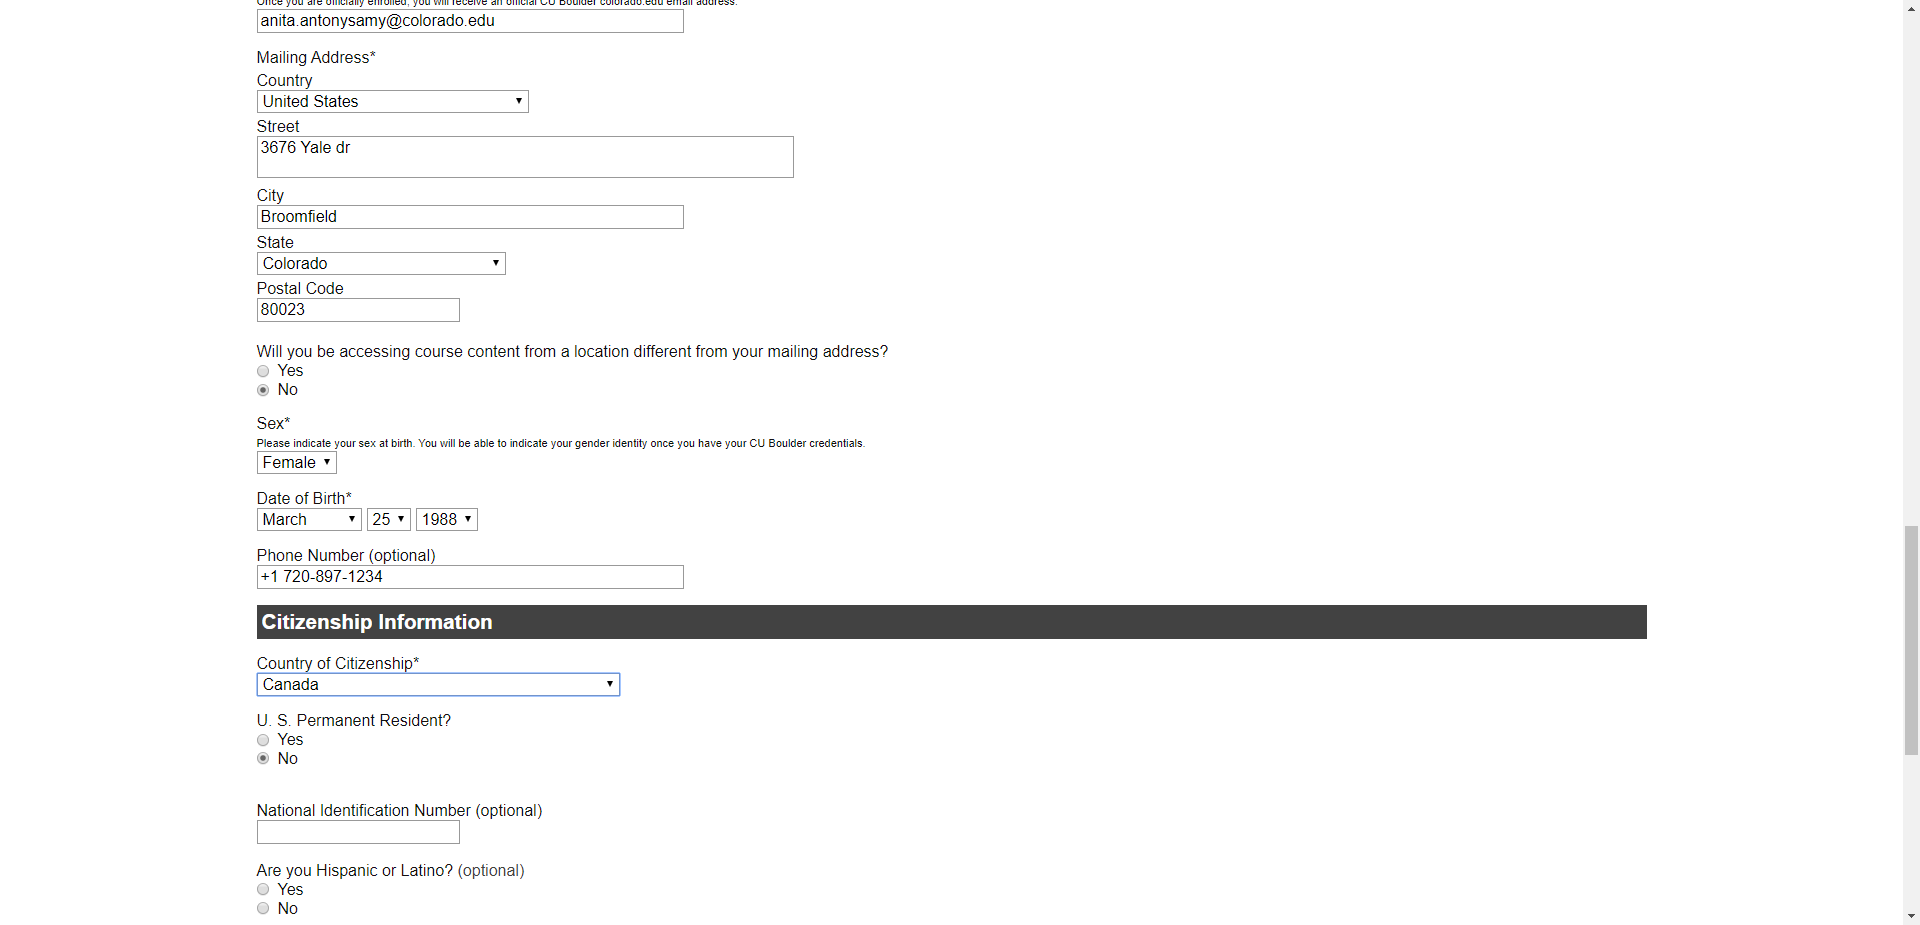 Once you are officially enrolled, you will receive an official CU Boulder colorado.edu email address.
anita.antonysamy@colorado.edu
Mailing Address*
Country
United States
Street
3676 Yale dr
City
Broomfield
State
Colorado
Postal Code
80023
Will you be accessing course content from a location different from your mailing address?
Yes
No
Sex*
Please indicate your sex at birth. You will be able to indicate your gender identity once you have your CU Boulder credentials.
Female
Date of Birth*
March 25 1988
Phone Number (optional)
+1 720-897-1234
Citizenship Information
Country of Citizenship*
Canada
U. S. Permanent Resident?
Yes
No
National Identification Number (optional)
Are you Hispanic or Latino? (optional)
Yes
No